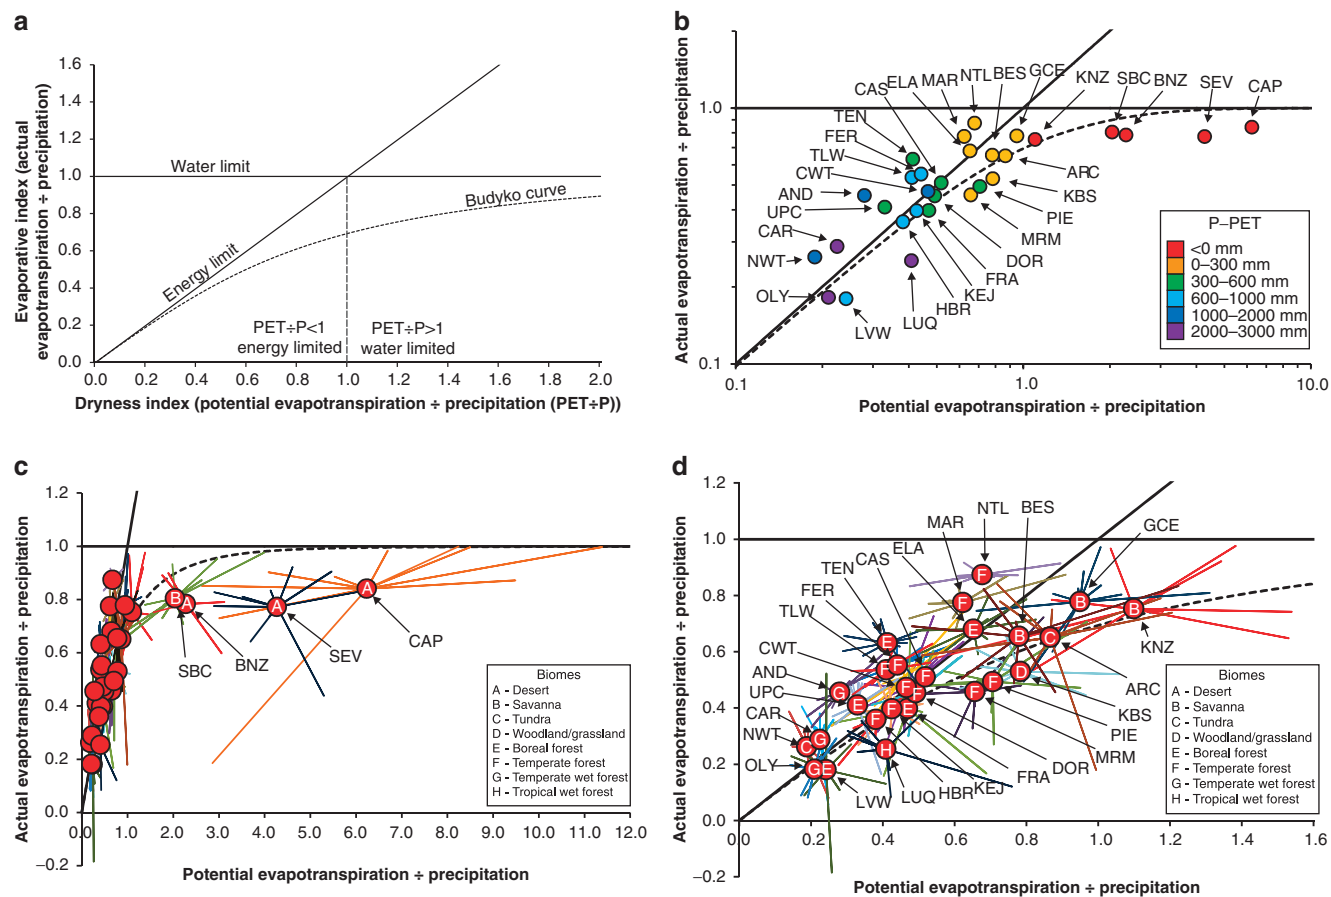 a
Evaporative index (actual
evapotranspiration ÷ precipitation)
1.6
1.4
1.2
1.0
0.8
0.6
0.4
0.2
0.0
Water limit
Budyko curve
Energy limit
PET÷P<1
energy limited
PET÷P>1
water limited
0.0 0.2 0.4 0.6 0.8 1.0 1.2 1.4 1.6 1.8 2.0
Dryness index (potential evapotranspiration ÷ precipitation (PET÷P))
b
Actual evapotranspiration ÷ precipitation
1.0
0.1
CAS
ELA
MAR
NTL
BES
GCE
KNZ
SBC
BNZ
SEV
CAP
TEN
FER
TLW
CWT
AND
UPC
CAR
NWT
OLY
LVW
LUQ
HBR
KEJ
FRA
DOR
MRM
PIE
KBS
ARC
P–PET
<0 mm
0–300 mm
300–600 mm
600–1000 mm
1000–2000 mm
2000–3000 mm
0.1 1.0 10.0
Potential evapotranspiration ÷ precipitation
c
Actual evapotranspiration ÷ precipitation
1.2
1.0
0.8
0.6
0.4
0.2
0.0
–0.2
B
A
A
A
SBC
BNZ
SEV
CAP
Biomes
A - Desert
B - Savanna
C - Tundra
D - Woodland/grassland
E - Boreal forest
F - Temperate forest
G - Temperate wet forest
H - Tropical wet forest
0.0 1.0 2.0 3.0 4.0 5.0 6.0 7.0 8.0 9.0 10.0 11.0 12.0
Potential evapotranspiration ÷ precipitation
d
Actual evapotranspiration ÷ precipitation
1.2
1.0
0.8
0.6
0.4
0.2
0.0
–0.2
MAR
NTL
BES
GCE
ELA
CAS
TEN
FER
TLW
CWT
AND
UPC
CAR
NWT
OLY
LVW
LUQ
HBR
KEJ
FRA
DOR
MRM
PIE
KBS
ARC
KNZ
F
F
B
B
E
E
B
C
E
F
F
D
G
F
F
F
F
E
F
F
F
G
C
H
G
E
Biomes
A - Desert
B - Savanna
C - Tundra
D - Woodland/grassland
E - Boreal forest
F - Temperate forest
G - Temperate wet forest
H - Tropical wet forest
0.0 0.2 0.4 0.6 0.8 1.0 1.2 1.4 1.6
Potential evapotranspiration ÷ precipitation